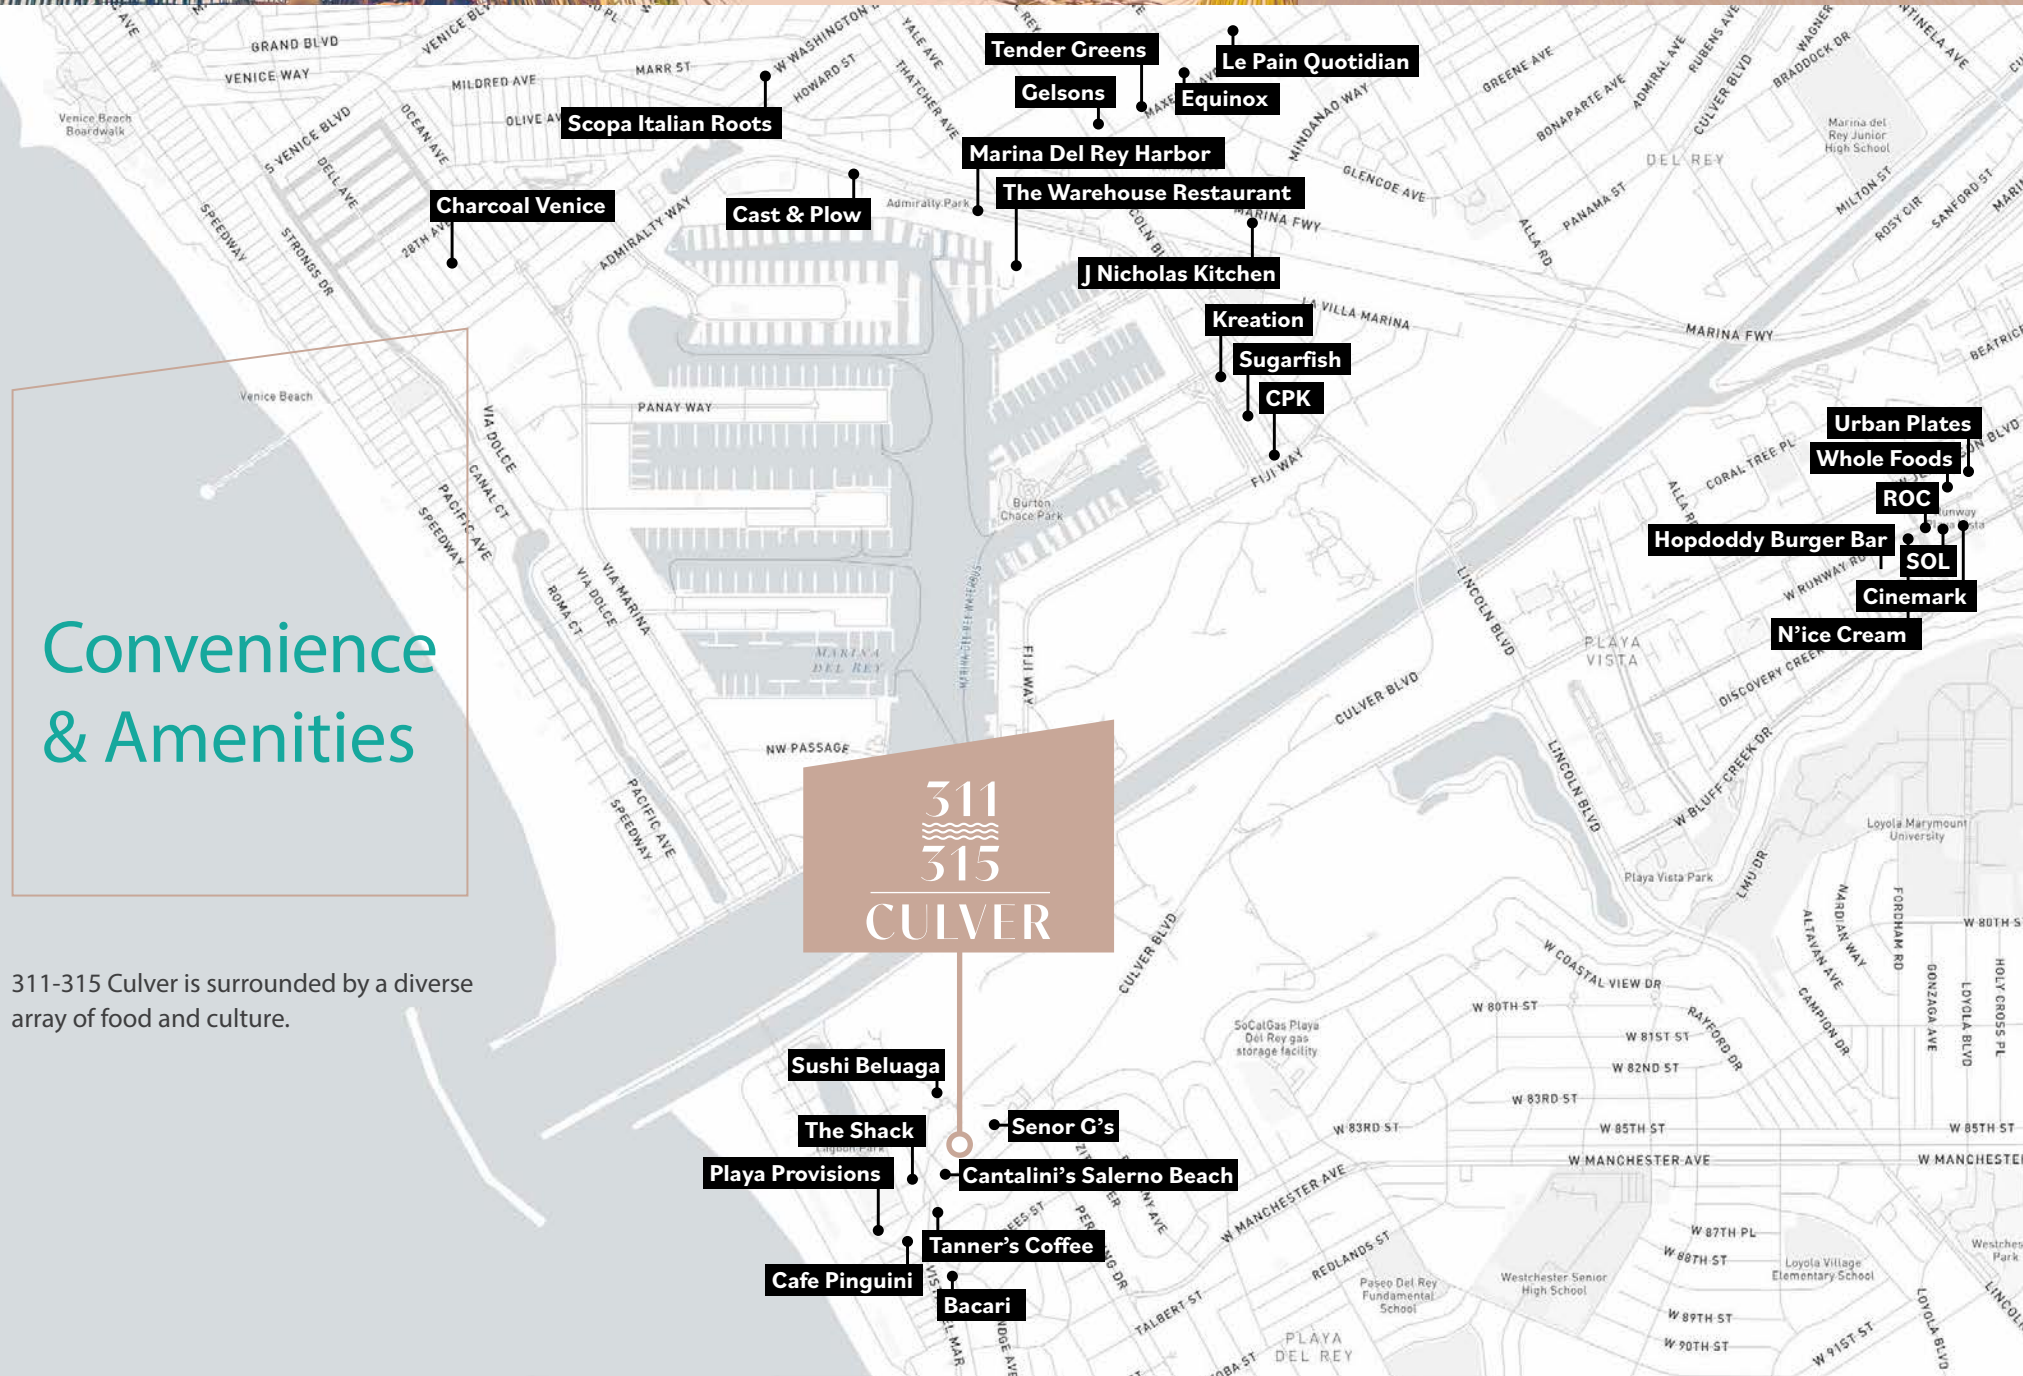 GRAND BLVD
VENICE WAY
MILDRED AVE
MARR ST
W WASHINGTON
HOWARD ST
YALE AVE
THATCHER AVE
Tender Greens
Le Pain Quotidian
Gelsons
Equinox
MINDANAO WAY
GREENE AVE
BONAPARTE AVE
ADMIRAL AVE
RUBENS AVE
CULVER BLVD
BRADDOCK DR
WAGNER
Venice Beach
Boardwalk
S VENICE BLVD
DELL AVE
OCEAN AVE
Scopa Italian Roots
Marina Del Rey Harbor
The Warehouse Restaurant
GLENCOE AVE
DEL REY
Marina del
Rey Junior
High School
MILTON ST
ROSY CIR
SANFORD ST
PANAMA ST
ALLA RD
Charcoal Venice
Cast & Plow
Admiralty Park
MARINA FWY
SPEEDWAY
STRONGS DR
28TH AVE
ADMIRALTY WAY
J Nicholas Kitchen
Kreation
LA VILLA MARINA
MARINA FWY
Sugarfish
CPK
Venice Beach
VIA DOLCE
PANAY WAY
Urban Plates
Whole Foods
ROC
Hopdoddy Burger Bar
SOL
Cinemark
N'ice Cream
CORAL TREE PL
W RUNWAY RD
FIJI WAY
CANAL CT
PACIFIC AVE
SPEEDWAY
Burton
Chace Park
MARINA DEL REY WATERBUS
ROMA CT
VIA DOLCE
VIA MARINA
MARINA
DEL REY
FIJI WAY
LINCOLN BLVD
PLAYA
VISTA
DISCOVERY CREEK
CULVER BLVD
Convenience
& Amenities
NW PASSAGE
PACIFIC AVE
SPEEDWAY
LINCOLN BLVD
W BLUFF CREEK DR
311
315
CULVER
Loyola Marymount
University
Playa Vista Park
LMU DR
CULVER BLVD
311-315 Culver is surrounded by a diverse
array of food and culture.
W COASTAL VIEW DR
NARDIAN WAY
ALTAVAN AVE
FORDHAM RD
W 80TH S
CAMPION DR
GONZAGA AVE
LOYOLA BLVD
HOLY CROSS PL
W 80TH ST
W 81ST ST
RAYFORD DR
W 82ND ST
W 83RD ST
SoCalGas Playa
Del Rey gas
storage facility
Sushi Beluaga
The Shack
Senor G's
W 83RD ST
W 85TH ST
W 85TH ST
Playa Provisions
Cantalini's Salerno Beach
W MANCHESTER AVE
W MANCHESTER AVE
W MANCHESTE
Tanner's Coffee
Cafe Pinguini
Bacari
REDLANDS ST
TALBERT ST
Paseo Del Rey
Fundamental
School
Westchester Senior
High School
W 87TH PL
W 88TH ST
Loyola Village
Elementary School
W 89TH ST
W 90TH ST
W 91ST ST
LOYOLA BLVD
Park
PLAYA
DEL REY